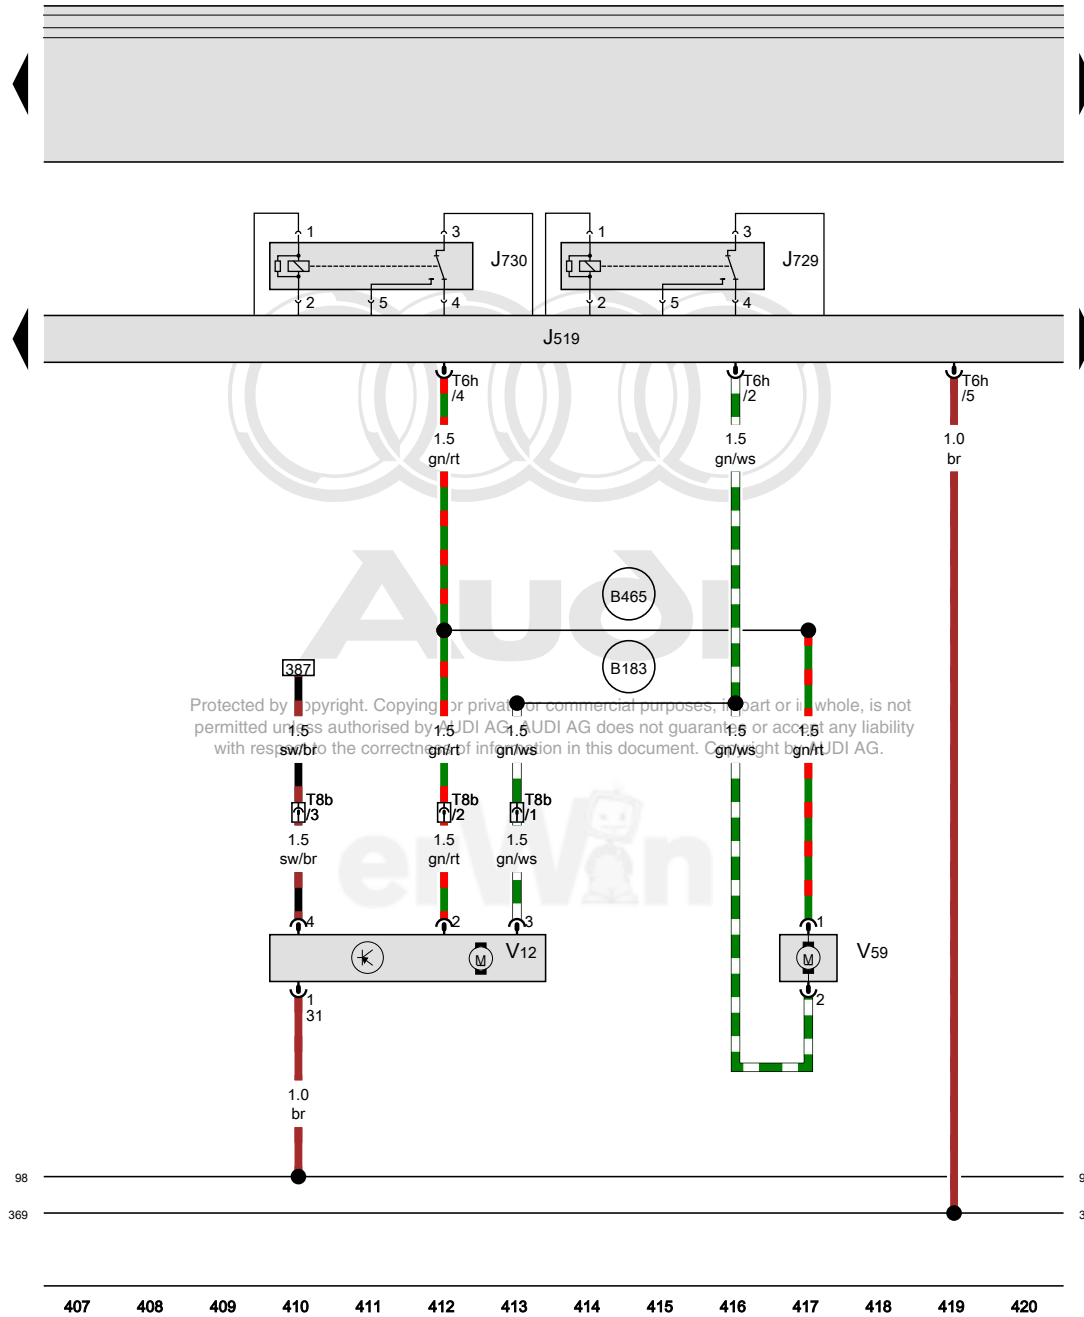 1 3 1 3
J730 J729
2 5 4 2 5 4
J519
T6h /4 T6h /2 T6h /5
1.5 gn/rt 1.5 gn/ws 1.0 br
Audi
B465
B183
387
Protected by copyright. Copying for private or commercial purposes, in part or in whole, is not
permitted unless authorised by AUDI AG. AUDI AG does not guarantee or accept any liability
with respect to the correctness of information in this document. Copyright by AUDI AG.
1.5 1.5 1.5 1.5 1.5
sw/br gn/rt gn/ws gn/ws gn/rt
T8b /3 T8b /2 T8b /1
1.5 1.5 1.5
sw/br gn/rt gn/ws
erWin
4 2 3 1
M V12 M V59
1 2
31
1.0
br
98 9
369 3
407 408 409 410 411 412 413 414 415 416 417 418 419 420